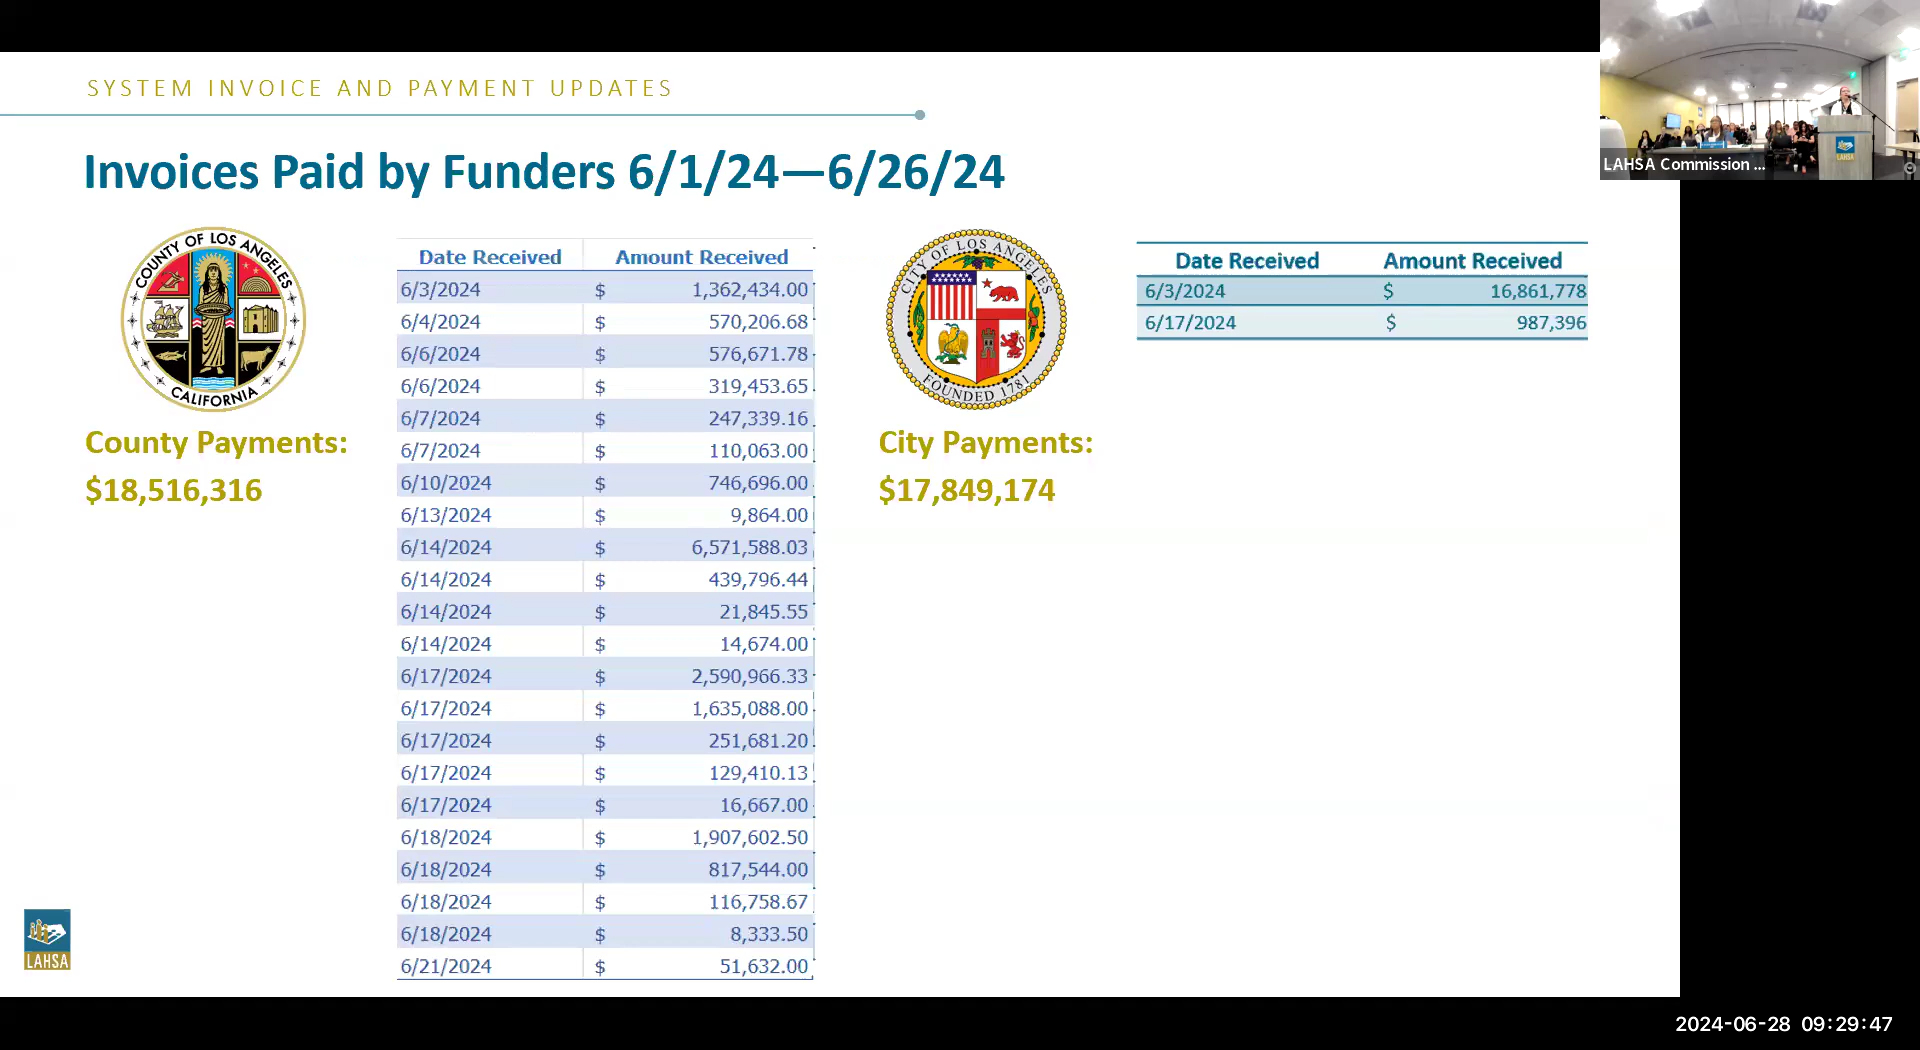 SYSTEM INVOICE AND PAYMENT UPDATES
Invoices Paid by Funders 6/1/24—6/26/24
COUNTY OF LOS ANGELES
CALIFORNIA
County Payments:
$18,516,316
Date Received Amount Received
6/3/2024 $ 1,362,434.00
6/4/2024 $ 570,206.68
6/6/2024 $ 576,671.78
6/6/2024 $ 319,453.65
6/7/2024 $ 247,339.16
6/7/2024 $ 110,063.00
6/10/2024 $ 746,696.00
6/13/2024 $ 9,864.00
6/14/2024 $ 6,571,588.03
6/14/2024 $ 439,796.44
6/14/2024 $ 21,845.55
6/14/2024 $ 14,674.00
6/17/2024 $ 2,590,966.33
6/17/2024 $ 1,635,088.00
6/17/2024 $ 251,681.20
6/17/2024 $ 129,410.13
6/17/2024 $ 16,667.00
6/18/2024 $ 1,907,602.50
6/18/2024 $ 817,544.00
6/18/2024 $ 116,758.67
6/18/2024 $ 8,333.50
6/21/2024 $ 51,632.00
CITY OF LOS ANGELES
FOUNDED 1781
City Payments:
$17,849,174
Date Received Amount Received
6/3/2024 $ 16,861,778
6/17/2024 $ 987,396
LAHSA
LAHSA
LAHSA Commission ...
2024-06-28 09:29:47